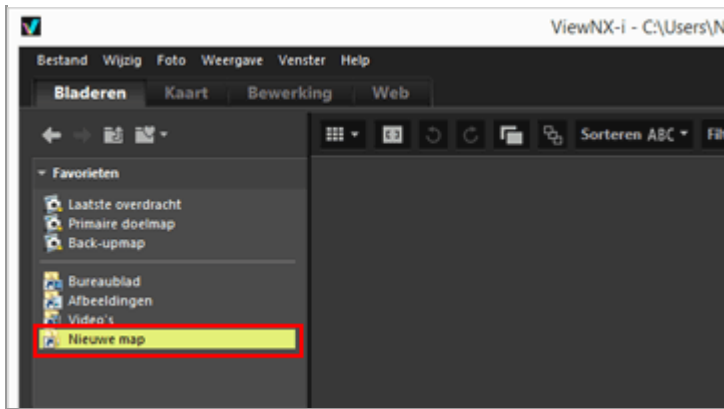 ViewNX-i - C:\Users\N
Bestand Wijzig Foto Weergave Venster Help
Bladeren Kaart Bewerking Web
Sorteren ABC
Favorieten
Laatste overdracht
Primaire doelmap
Back-upmap
Bureaublad
Afbeeldingen
Video's
Nieuwe map